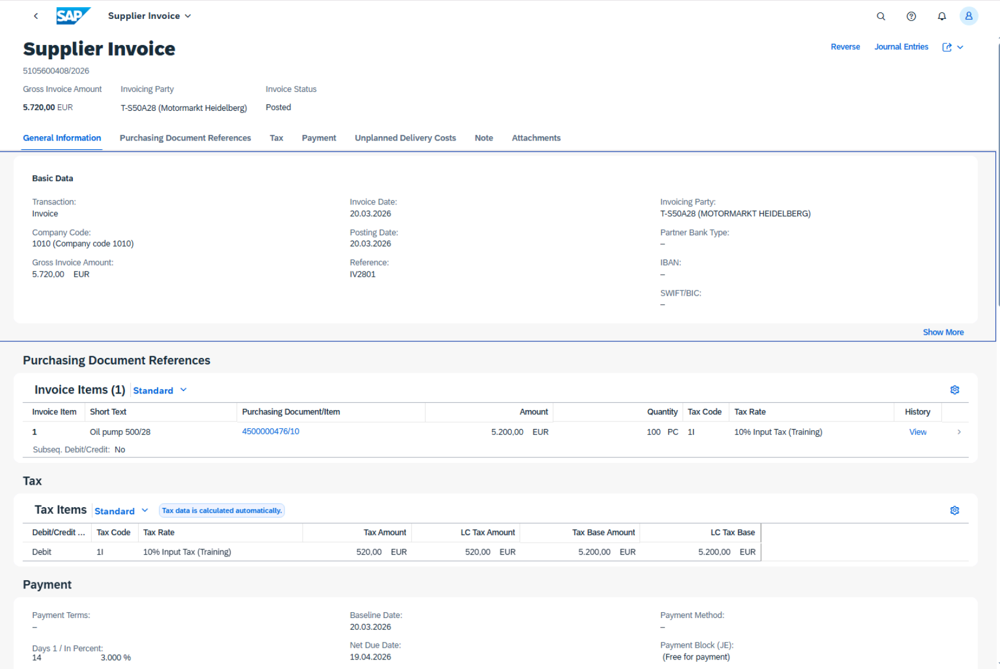 SAP Supplier Invoice
Supplier Invoice
Reverse Journal Entries
5105600408/2026
Gross Invoice Amount Invoicing Party Invoice Status
5.720,00 EUR T-S50A28 (Motormarkt Heidelberg) Posted
General Information Purchasing Document References Tax Payment Unplanned Delivery Costs Note Attachments
Basic Data
Transaction: Invoice Date: Invoicing Party:
Invoice 20.03.2026 T-S50A28 (MOTORMARKT HEIDELBERG)
Company Code: Posting Date: Partner Bank Type:
1010 (Company code 1010) 20.03.2026 –
Gross Invoice Amount: Reference: IBAN:
5.720,00 EUR IV2801 –
SWIFT/BIC:
–
Show More
Purchasing Document References
Invoice Items (1) Standard
Invoice Item Short Text Purchasing Document/Item Amount Quantity Tax Code Tax Rate History
1 Oil pump 500/28 4500000476/10 5.200,00 EUR 100 PC 1I 10% Input Tax (Training) View
Subseq. Debit/Credit: No
Tax
Tax Items Standard Tax data is calculated automatically.
Debit/Credit ... Tax Code Tax Rate Tax Amount LC Tax Amount Tax Base Amount LC Tax Base
Debit 1I 10% Input Tax (Training) 520,00 EUR 520,00 EUR 5.200,00 EUR 5.200,00 EUR
Payment
Payment Terms: Baseline Date: Payment Method:
– 20.03.2026 –
Days 1 / In Percent: Net Due Date: Payment Block (JE):
14 3.000 % 19.04.2026 (Free for payment)